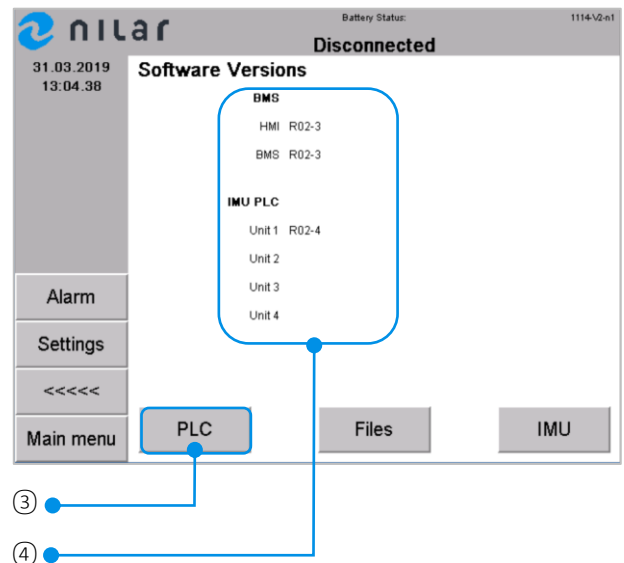 nilar
Battery Status:
1114-V2-n1
Disconnected
31.03.2019
13:04.38
Software Versions
BMS
HMI R02-3
BMS R02-3
IMU PLC
Unit 1 R02-4
Unit 2
Unit 3
Unit 4
Alarm
Settings
<<<<<
Main menu
PLC
Files
IMU
③
④